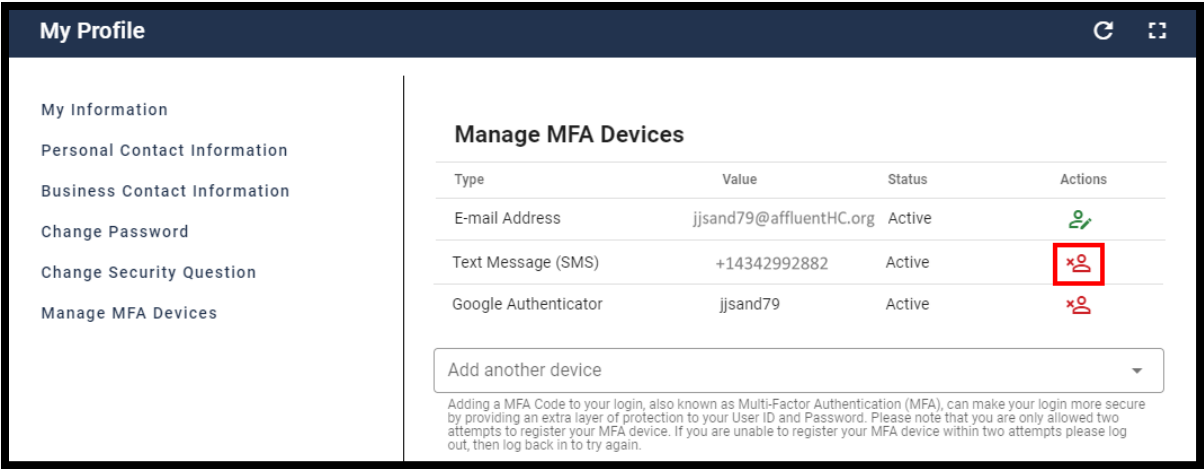 My Profile
My Information
Personal Contact Information
Business Contact Information
Change Password
Change Security Question
Manage MFA Devices
Manage MFA Devices
Type Value Status Actions
E-mail Address jjsand79@affluentHC.org Active
Text Message (SMS) +14342992882 Active
Google Authenticator jjsand79 Active
Add another device
Adding a MFA Code to your login, also known as Multi-Factor Authentication (MFA), can make your login more secure
by providing an extra layer of protection to your User ID and Password. Please note that you are only allowed two
attempts to register your MFA device. If you are unable to register your MFA device within two attempts please log
out, then log back in to try again.